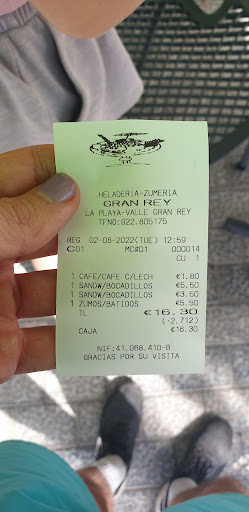 HELADERIA-ZUMERIA
GRAN REY
LA PLAYA-VALLE GRAN REY
TFNO:922.805175
REG 02-08-2022(TUE) 12:59
C01 MC#01 000014
CU 1
1 CAFE/CAFE C/LECH €1.80
1 SANDW/BOCADILLOS €5.50
1 SANDW/BOCADILLOS €3.50
1 ZUMOS/BATIDOS €5.50
TL €16.30
(₧2,712)
CAJA €16.30
NIF:41.088.410-B
GRACIAS POR SU VISITA